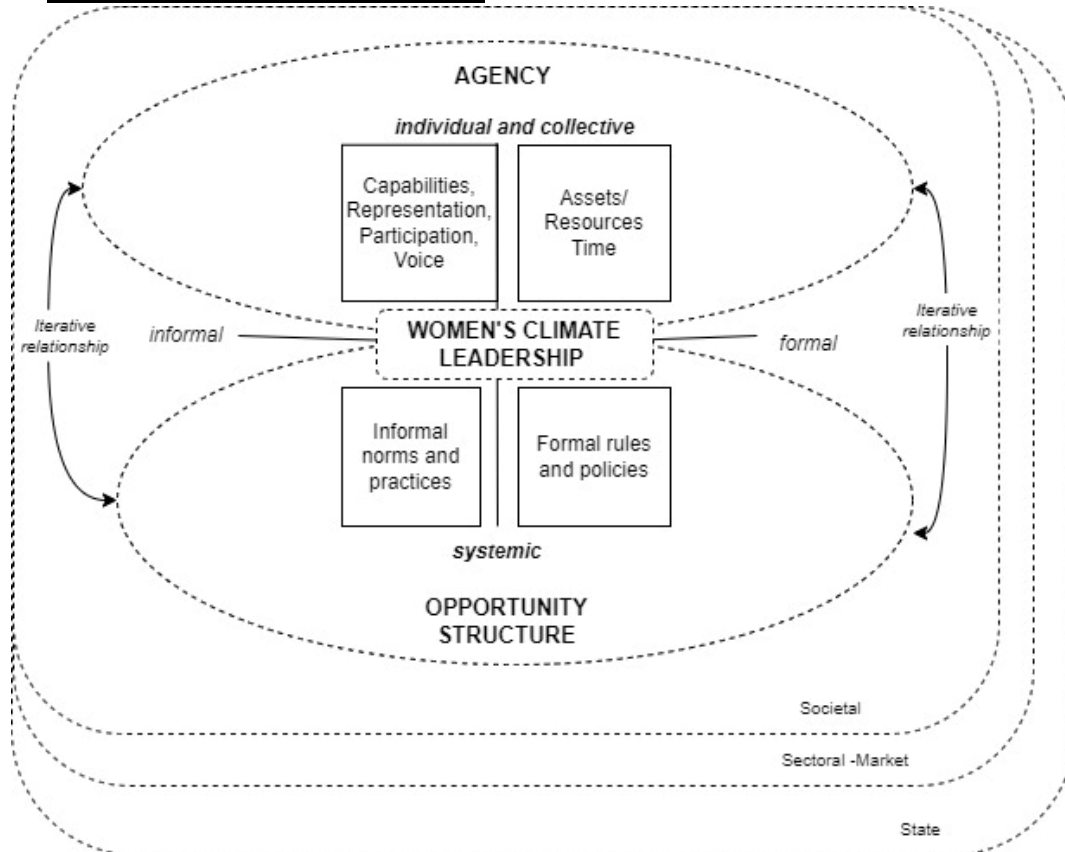 AGENCY
individual and collective
Capabilities,
Representation,
Participation,
Voice
Assets/
Resources
Time
Iterative
relationship
informal
WOMEN'S CLIMATE
LEADERSHIP
formal
Iterative
relationship
Informal
norms and
practices
Formal rules
and policies
systemic
OPPORTUNITY
STRUCTURE
Societal
Sectoral -Market
State